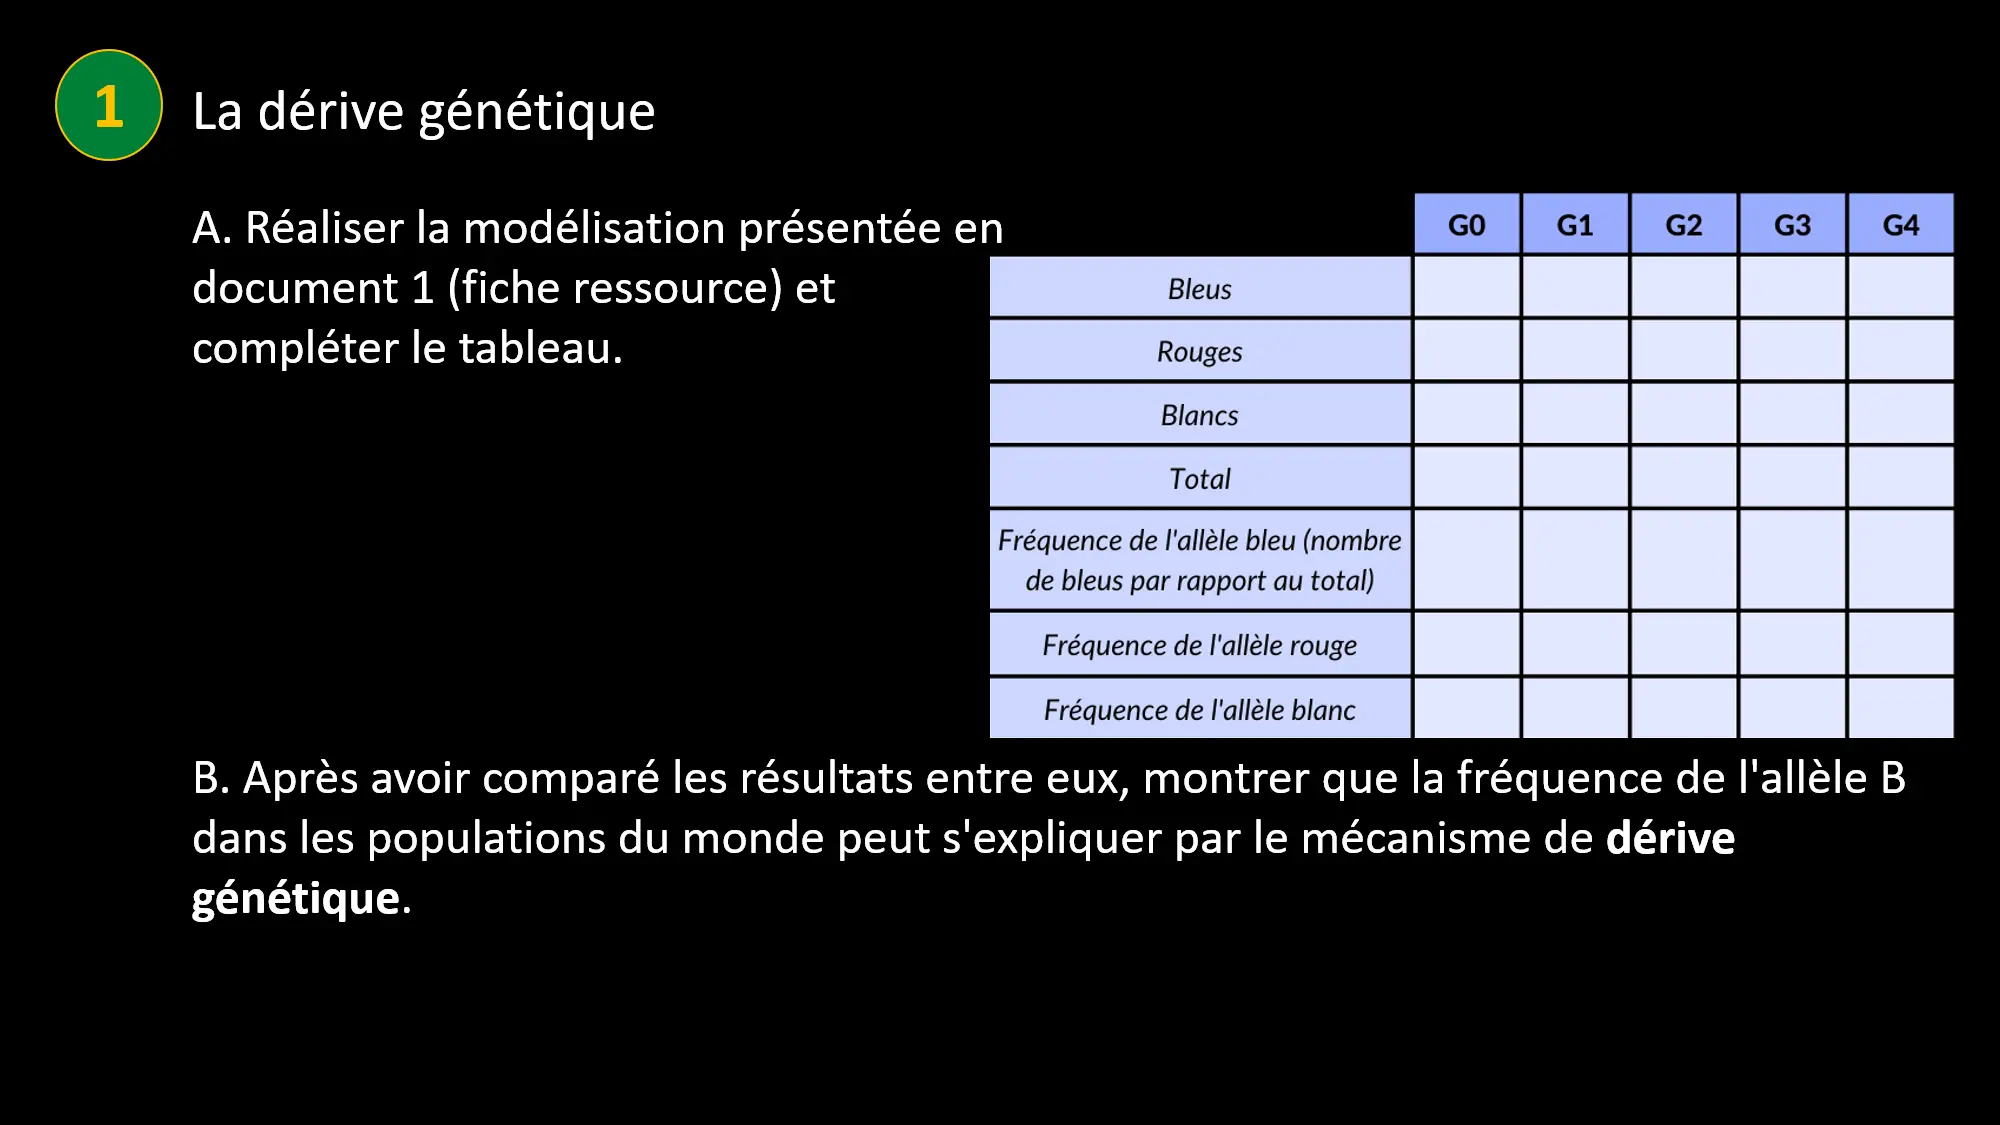 1
La dérive génétique
A. Réaliser la modélisation présentée en
document 1 (fiche ressource) et
compléter le tableau.
G0 G1 G2 G3 G4
Bleus
Rouges
Blancs
Total
Fréquence de l'allèle bleu (nombre
de bleus par rapport au total)
Fréquence de l'allèle rouge
Fréquence de l'allèle blanc
B. Après avoir comparé les résultats entre eux, montrer que la fréquence de l'allèle B
dans les populations du monde peut s'expliquer par le mécanisme de dérive
génétique.